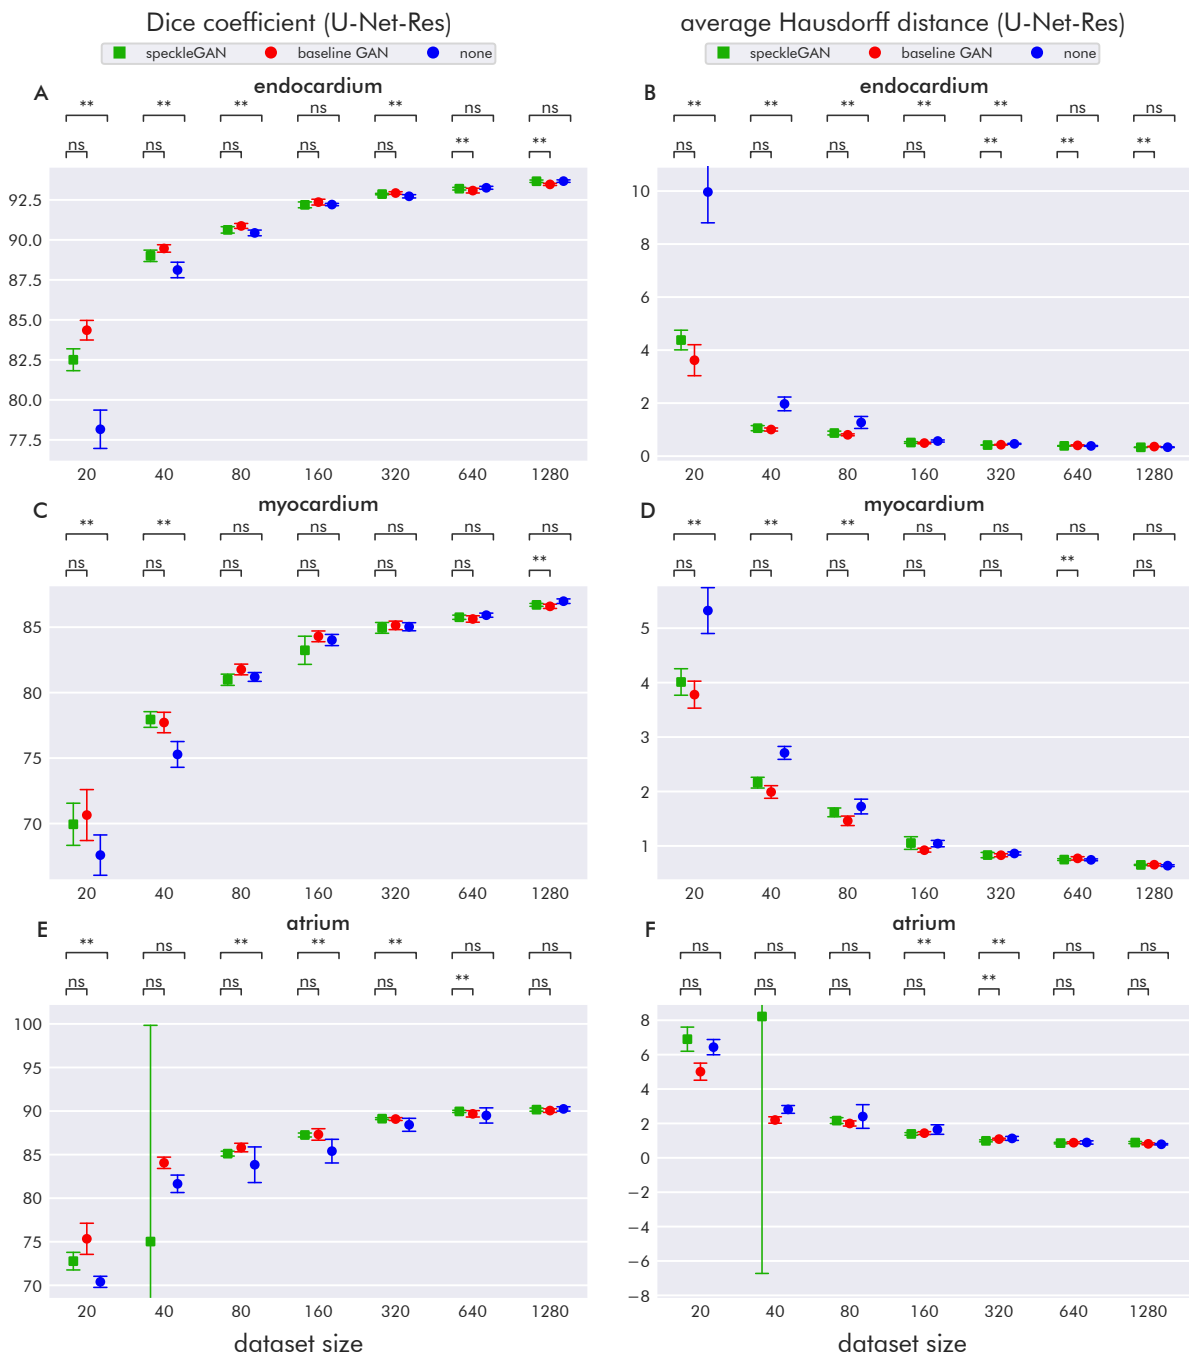 Dice coefficient (U-Net-Res)
average Hausdorff distance (U-Net-Res)
speckleGAN baseline GAN none
speckleGAN baseline GAN none
A endocardium
** ** ** ns ** ns ns
ns ns ns ns ns ** **
92.5
90.0
87.5
85.0
82.5
80.0
77.5
20 40 80 160 320 640 1280
B endocardium
** ** ** ** ** ns ns
ns ns ns ns ** ** **
10
8
6
4
2
0
20 40 80 160 320 640 1280
C myocardium
** ** ns ns ns ns ns
ns ns ns ns ns ns **
85
80
75
70
20 40 80 160 320 640 1280
D myocardium
** ** ** ns ns ns ns
ns ns ns ns ns ** ns
5
4
3
2
1
20 40 80 160 320 640 1280
E atrium
** ns ** ** ** ns ns
ns ns ns ns ns ** ns
100
95
90
85
80
75
70
20 40 80 160 320 640 1280
dataset size
F atrium
ns ns ns ** ** ns ns
ns ns ns ns ** ns ns
8
6
4
2
0
−2
−4
−6
−8
20 40 80 160 320 640 1280
dataset size